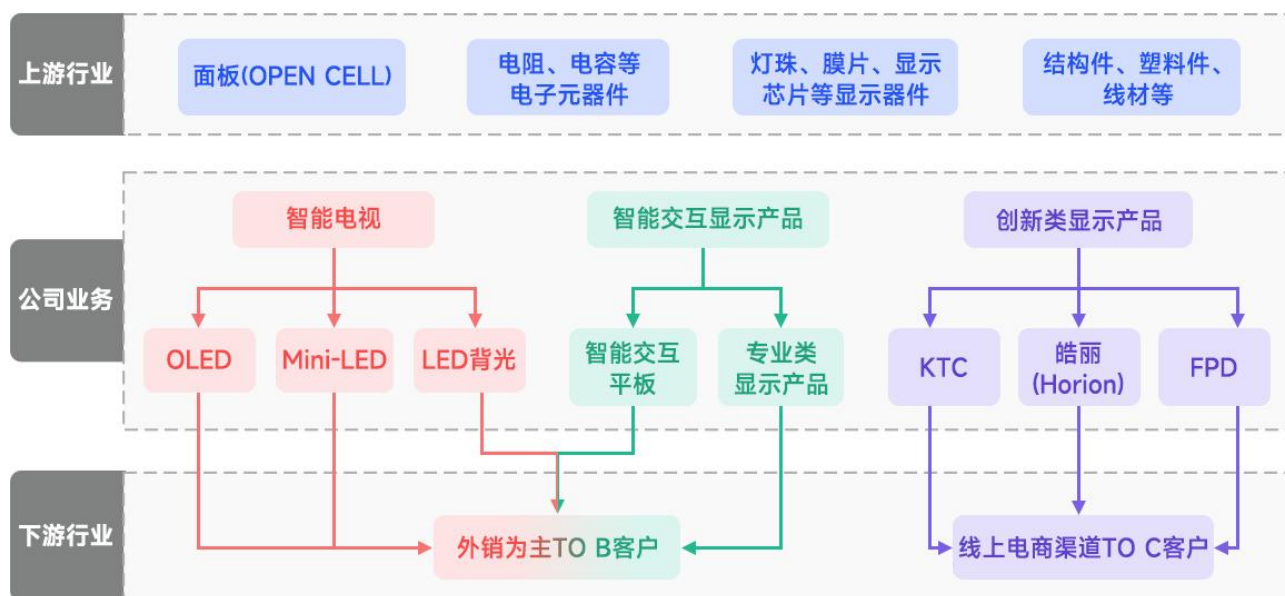 上游行业
面板(OPEN CELL)
电阻、电容等
电子元器件
灯珠、膜片、显示
芯片等显示器件
结构件、塑料件、
线材等
公司业务
智能电视
智能交互显示产品
创新类显示产品
OLED
Mini-LED
LED背光
智能交互
平板
专业类
显示产品
KTC
皓丽
(Horion)
FPD
下游行业
外销为主TO B客户
线上电商渠道TO C客户